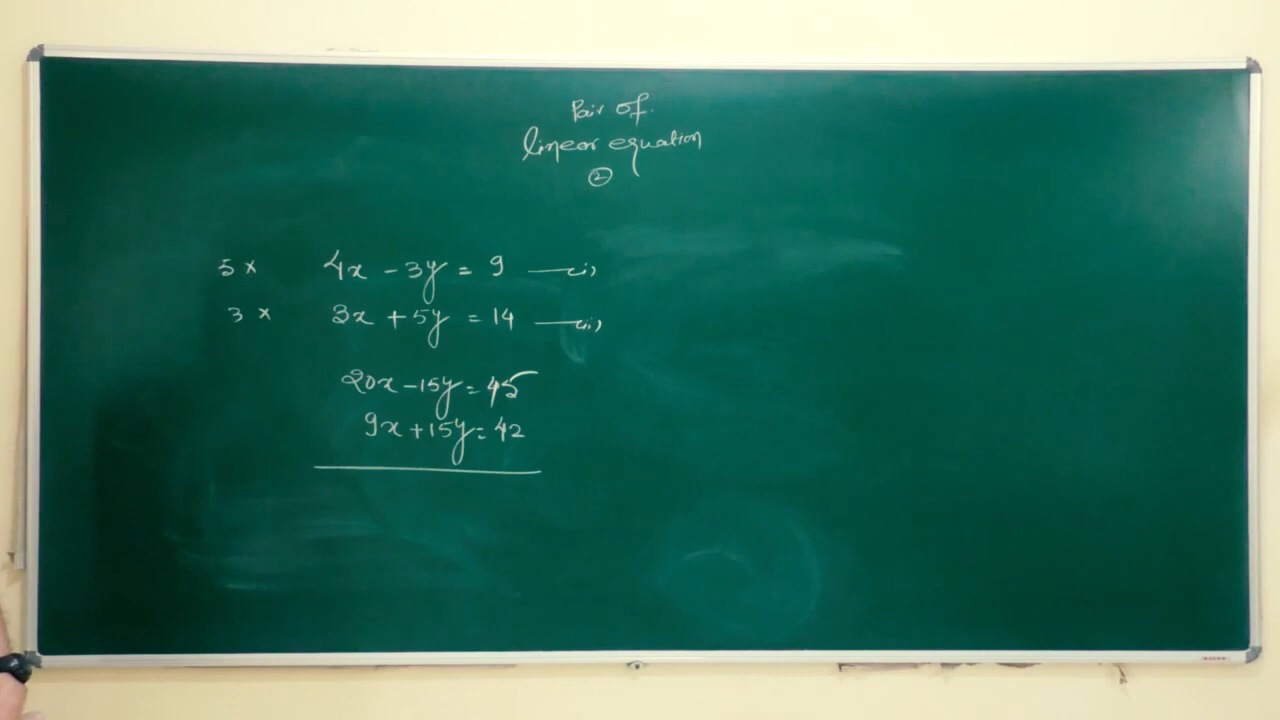 Pair of
linear equation
②
5 × 4x - 3y = 9 —(i)
3 × 3x + 5y = 14 —(ii)
20x - 15y = 45
9x + 15y = 42